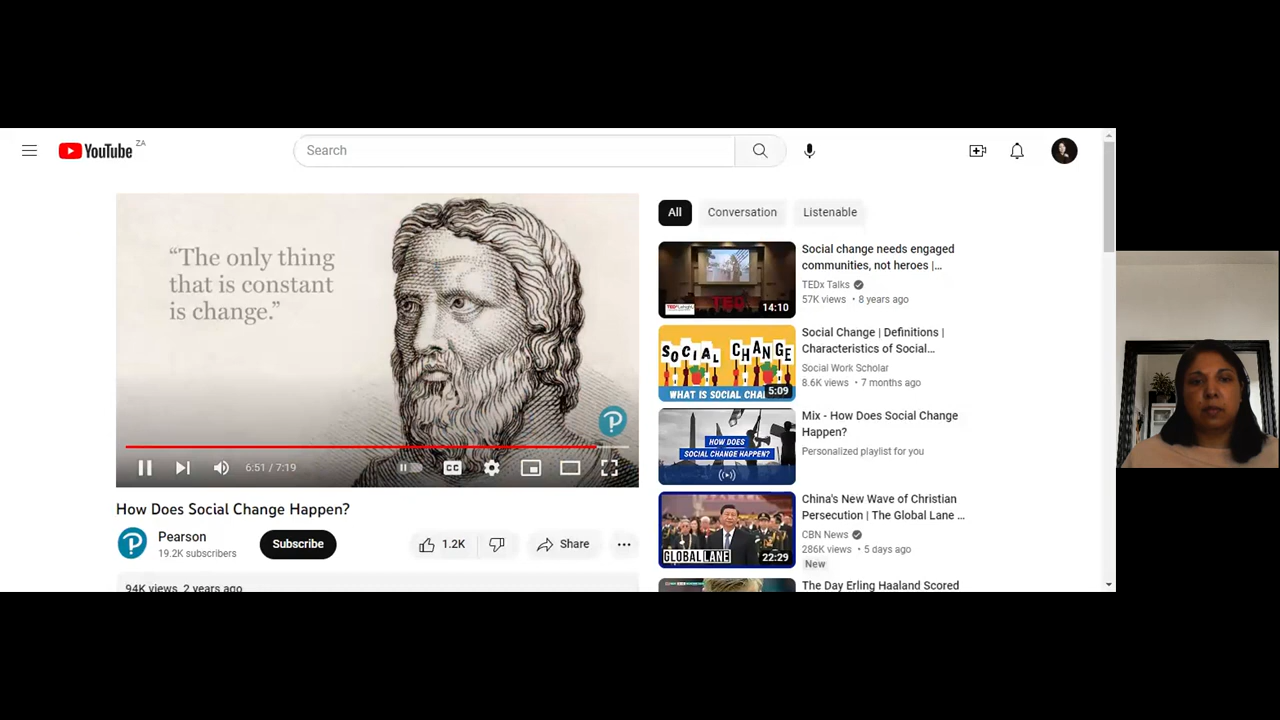 YouTube ZA
Search
“The only thing
that is constant
is change.”
6:51 / 7:19
CC
How Does Social Change Happen?
Pearson
19.2K subscribers
Subscribe
1.2K
Share
94K views  2 years ago
All
Conversation
Listenable
TED
14:10
Social change needs engaged
communities, not heroes |...
TEDx Talks
57K views • 8 years ago
SOCIAL CHANGE
WHAT IS SOCIAL CHA
5:09
Social Change | Definitions |
Characteristics of Social...
Social Work Scholar
8.6K views • 7 months ago
HOW DOES
SOCIAL CHANGE HAPPEN?
Mix - How Does Social Change
Happen?
Personalized playlist for you
GLOBAL LANE
22:29
China's New Wave of Christian
Persecution | The Global Lane ...
CBN News
286K views • 5 days ago
New
The Day Erling Haaland Scored